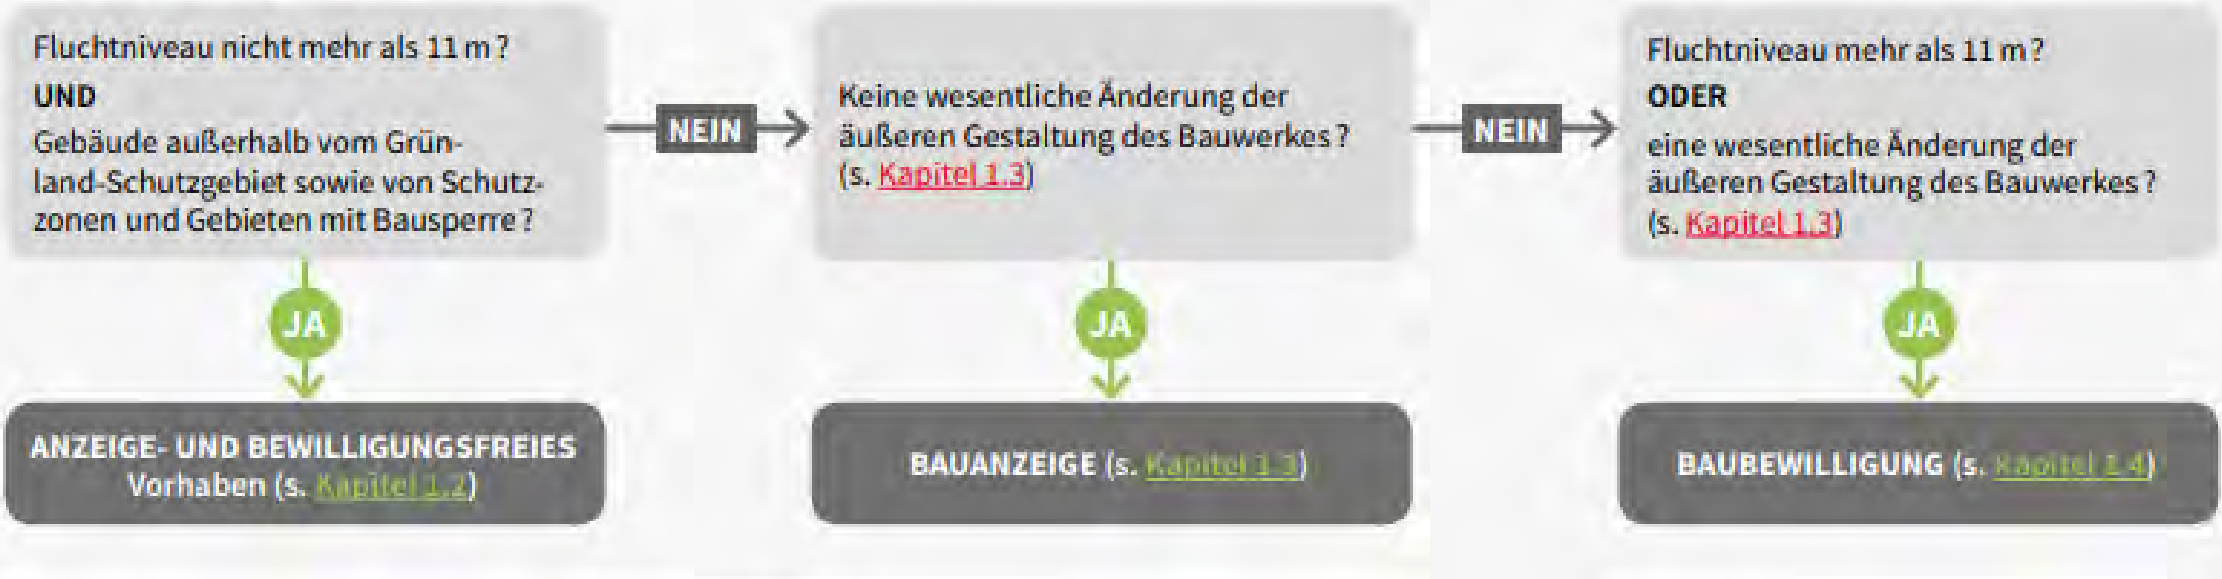 Fluchtniveau nicht mehr als 11 m?
UND
Gebäude außerhalb vom Grün-
land-Schutzgebiet sowie von Schutz-
zonen und Gebieten mit Bausperre?
NEIN
Keine wesentliche Änderung der
äußeren Gestaltung des Bauwerkes?
(s. Kapitel 1.3)
NEIN
Fluchtniveau mehr als 11 m?
ODER
eine wesentliche Änderung der
äußeren Gestaltung des Bauwerkes?
(s. Kapitel 1.3)
JA
JA
JA
ANZEIGE- UND BEWILLIGUNGSFREIES
Vorhaben (s. Kapitel 1.2)
BAUANZEIGE (s. Kapitel 1.3)
BAUBEWILLIGUNG (s. Kapitel 1.4)